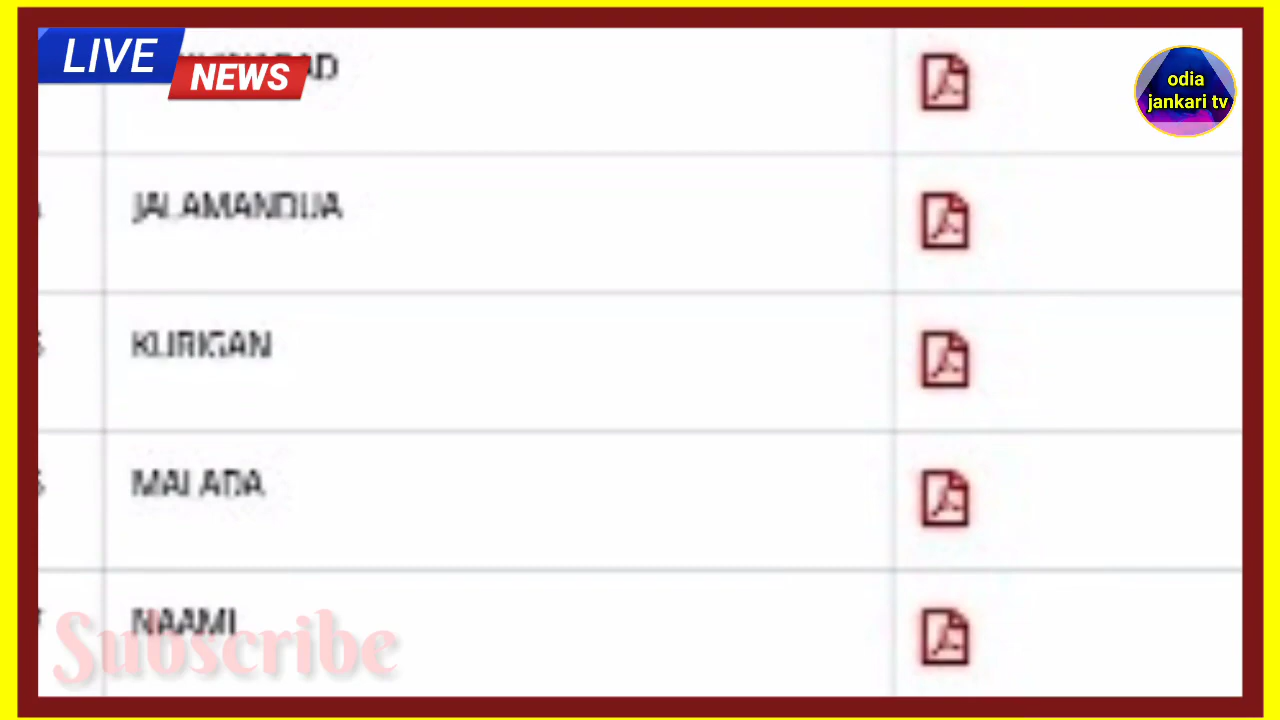 LIVE
NEWS
odia
jankari tv
JALAMANDUA
KURIGAN
MALADA
NAAMI
Subscribe